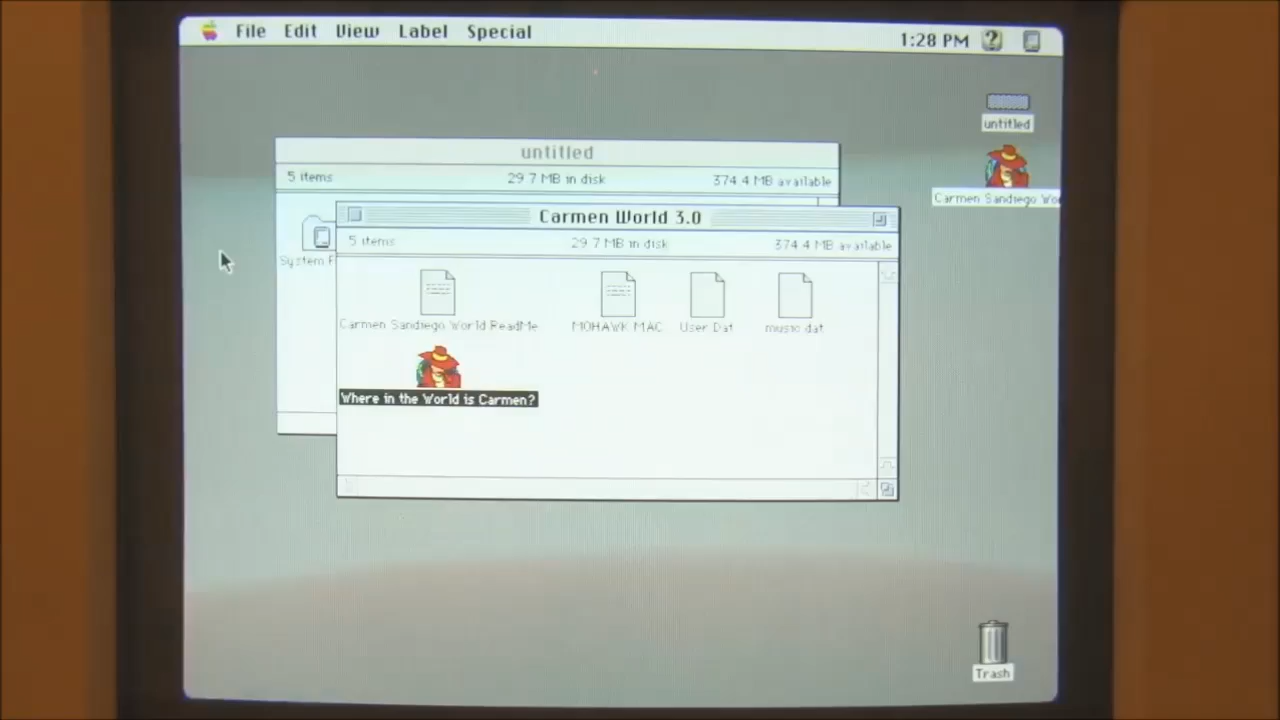 File Edit View Label Special 1:28 PM
untitled
Carmen Sandiego Wo
untitled
5 items 29.7 MB in disk 374.4 MB available
System F
Carmen World 3.0
5 items 29.7 MB in disk 374.4 MB available
Carmen Sandiego World ReadMe MOHAWK.MAC User.Dat music.dat
Where in the World is Carmen?
Trash